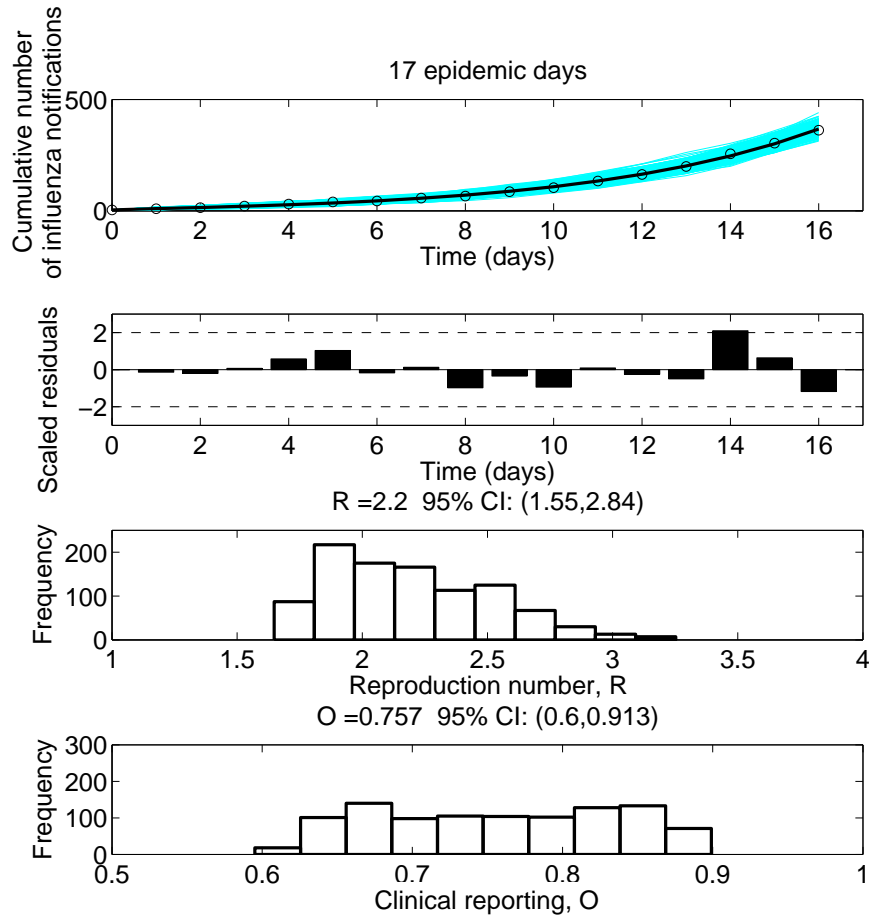 17 epidemic days
Cumulative number
of influenza notifications
500
0
0 2 4 6 8 10 12 14 16
Time (days)
Scaled residuals
2
0
−2
0 2 4 6 8 10 12 14 16
Time (days)
R =2.2 95% CI: (1.55,2.84)
Frequency
200
100
0
1 1.5 2 2.5 3 3.5 4
Reproduction number, R
O =0.757 95% CI: (0.6,0.913)
Frequency
300
200
100
0
0.5 0.6 0.7 0.8 0.9 1
Clinical reporting, O